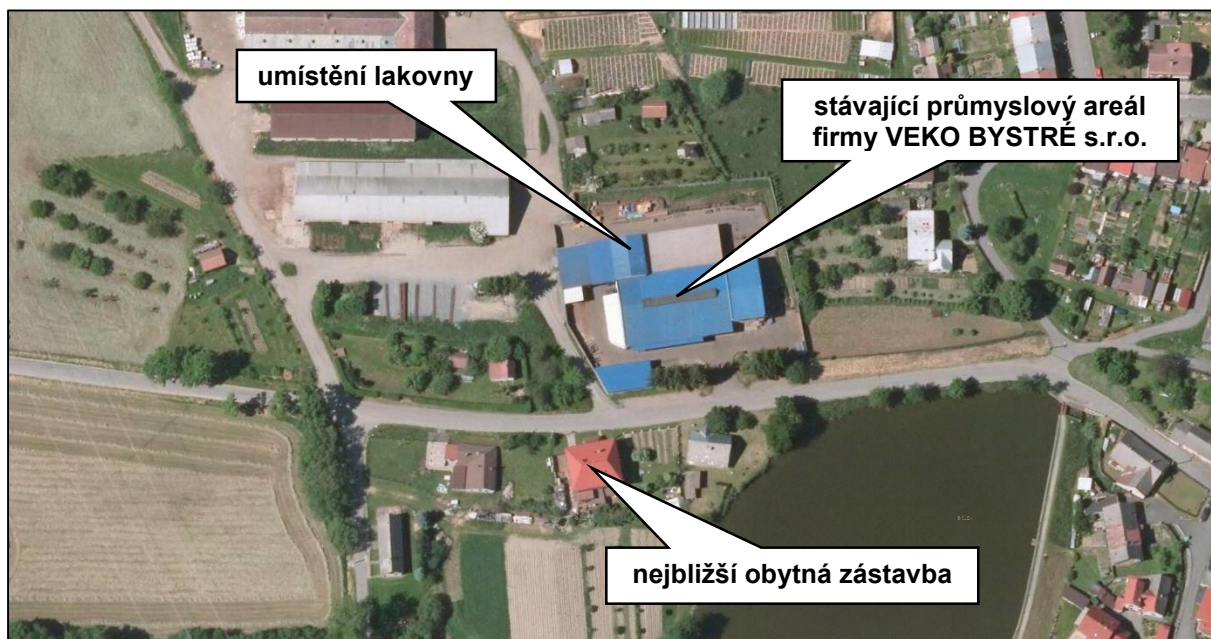 umístění lakovny
stávající průmyslový areál
firmy VEKO BYSTRÉ s.r.o.
nejbližší obytná zástavba